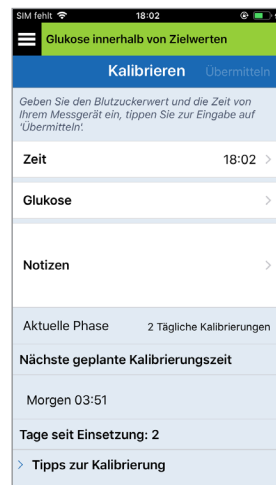 SIM fehlt 18:02
Glukose innerhalb von Zielwerten
Kalibrieren Übermitteln
Geben Sie den Blutzuckerwert und die Zeit von
Ihrem Messgerät ein, tippen Sie zur Eingabe auf
'Übermitteln'.
Zeit 18:02
Glukose
Notizen
Aktuelle Phase 2 Tägliche Kalibrierungen
Nächste geplante Kalibrierungszeit
Morgen 03:51
Tage seit Einsetzung: 2
Tipps zur Kalibrierung